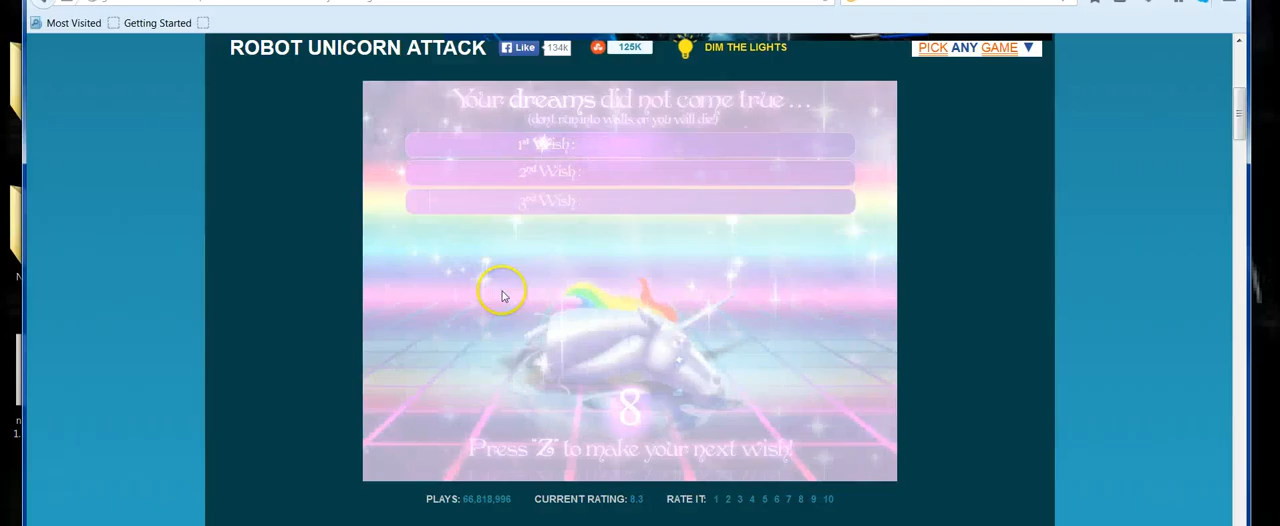 Most Visited Getting Started
ROBOT UNICORN ATTACK Like 134k 125K DIM THE LIGHTS PICK ANY GAME ▼
Your dreams did not come true...
(don't run into walls, or you will die!)
1st Wish:
2nd Wish:
3rd Wish:
8
Press "Z" to make your next wish!
PLAYS: 66,818,996 CURRENT RATING: 8.3 RATE IT: 1 2 3 4 5 6 7 8 9 10